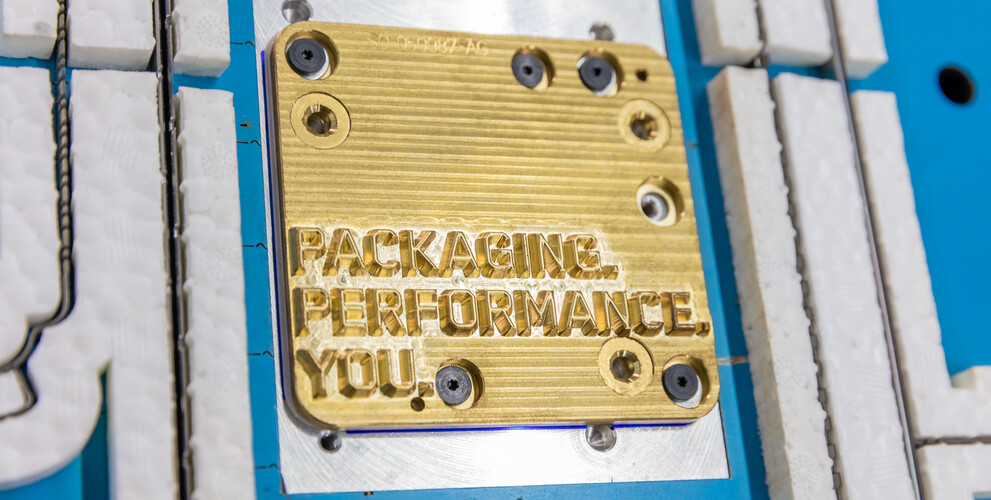 PACKAGING.
PERFORMANCE.
YOU.